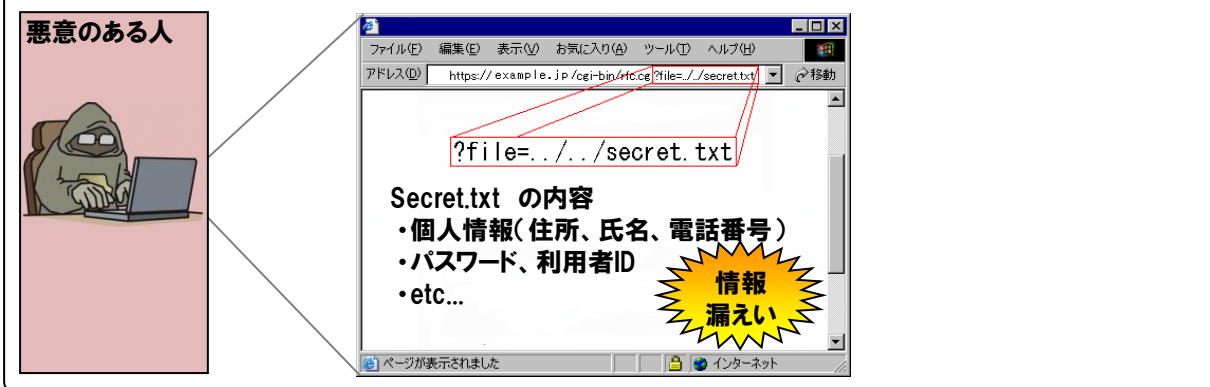 悪意のある人
ファイル(F) 編集(E) 表示(V) お気に入り(A) ツール(T) ヘルプ(H)
アドレス(D) https://example.jp/cgi-bin/rfc.cgi?file=../../secret.txt 移動
?file=../../secret.txt
Secret.txt の内容
・個人情報(住所、氏名、電話番号)
・パスワード、利用者ID
・etc...
情報
漏えい
ページが表示されました インターネット